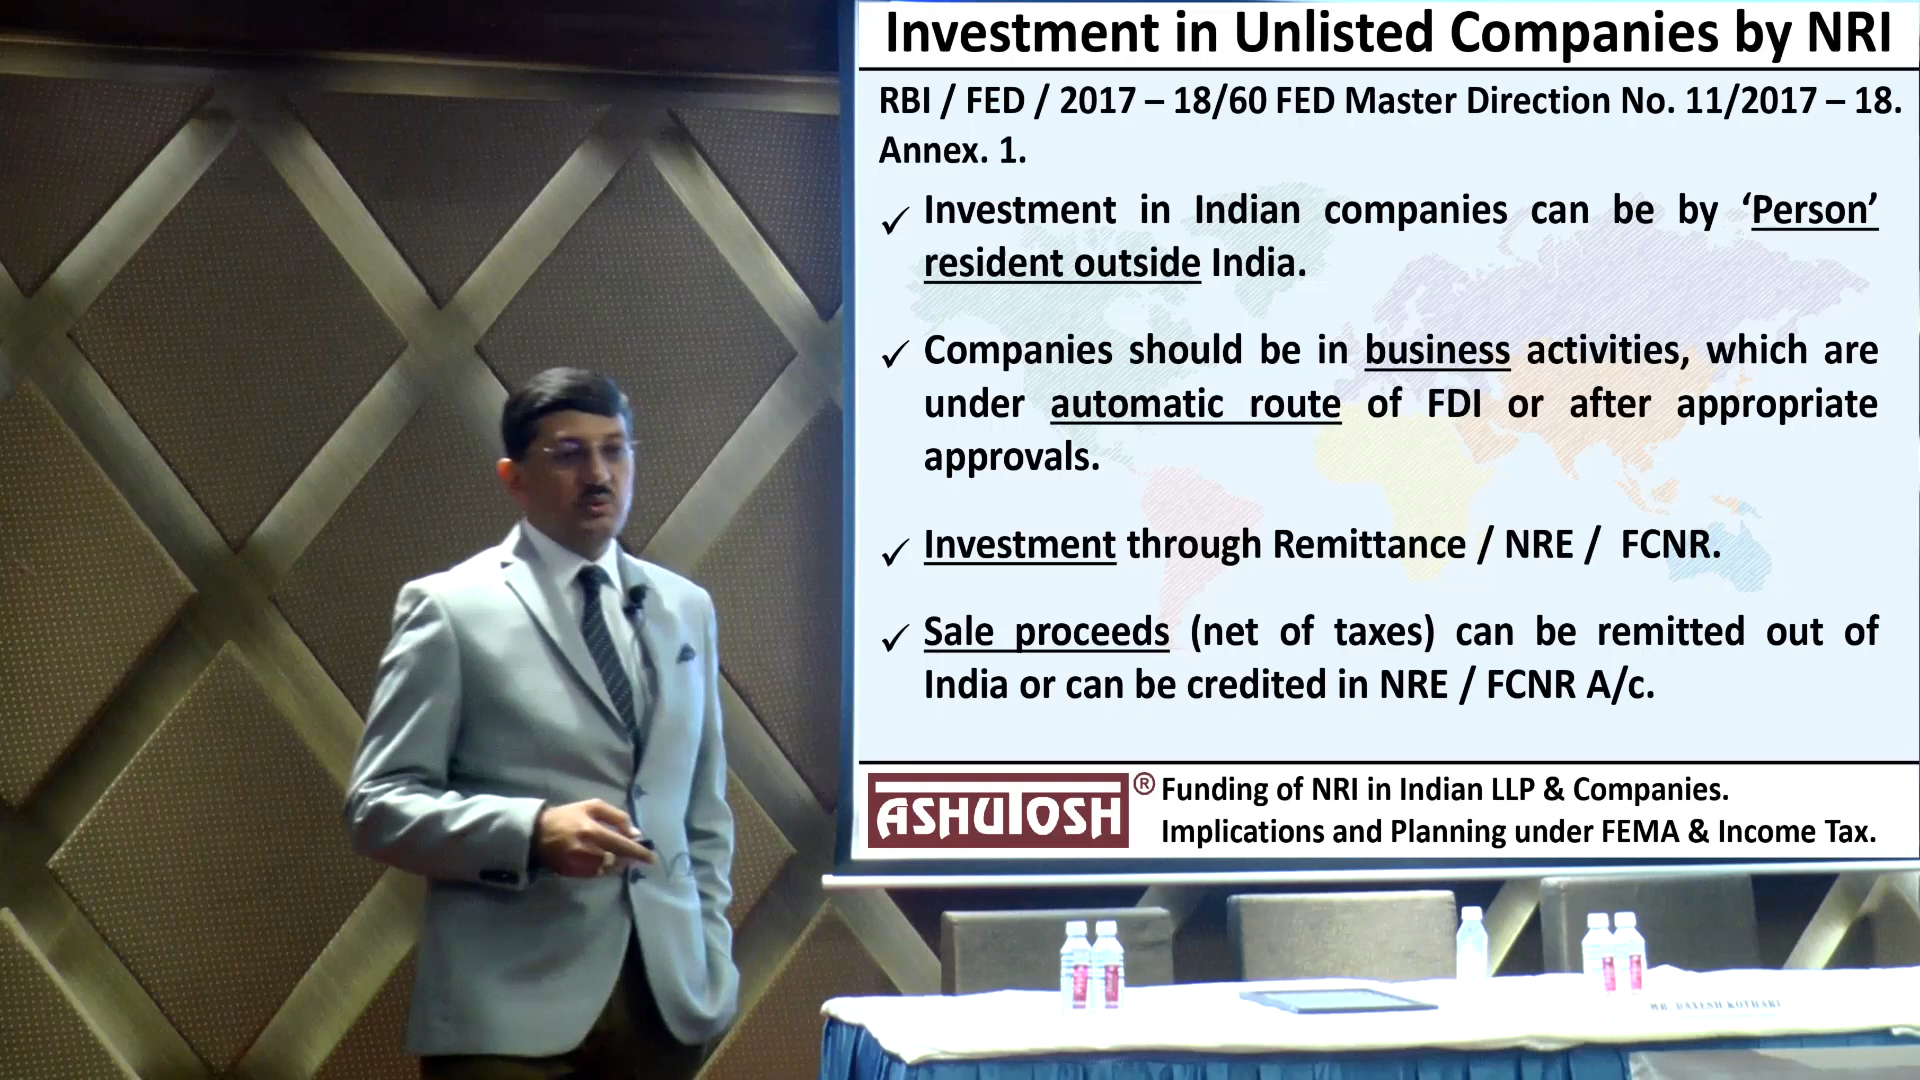 Investment in Unlisted Companies by NRI
RBI / FED / 2017 – 18/60 FED Master Direction No. 11/2017 – 18.
Annex. 1.
✓ Investment in Indian companies can be by ‘Person’
resident outside India.
✓ Companies should be in business activities, which are
under automatic route of FDI or after appropriate
approvals.
✓ Investment through Remittance / NRE / FCNR.
✓ Sale proceeds (net of taxes) can be remitted out of
India or can be credited in NRE / FCNR A/c.
ASHUTOSH ®
Funding of NRI in Indian LLP & Companies.
Implications and Planning under FEMA & Income Tax.
MR. DAXESH KOTHARI